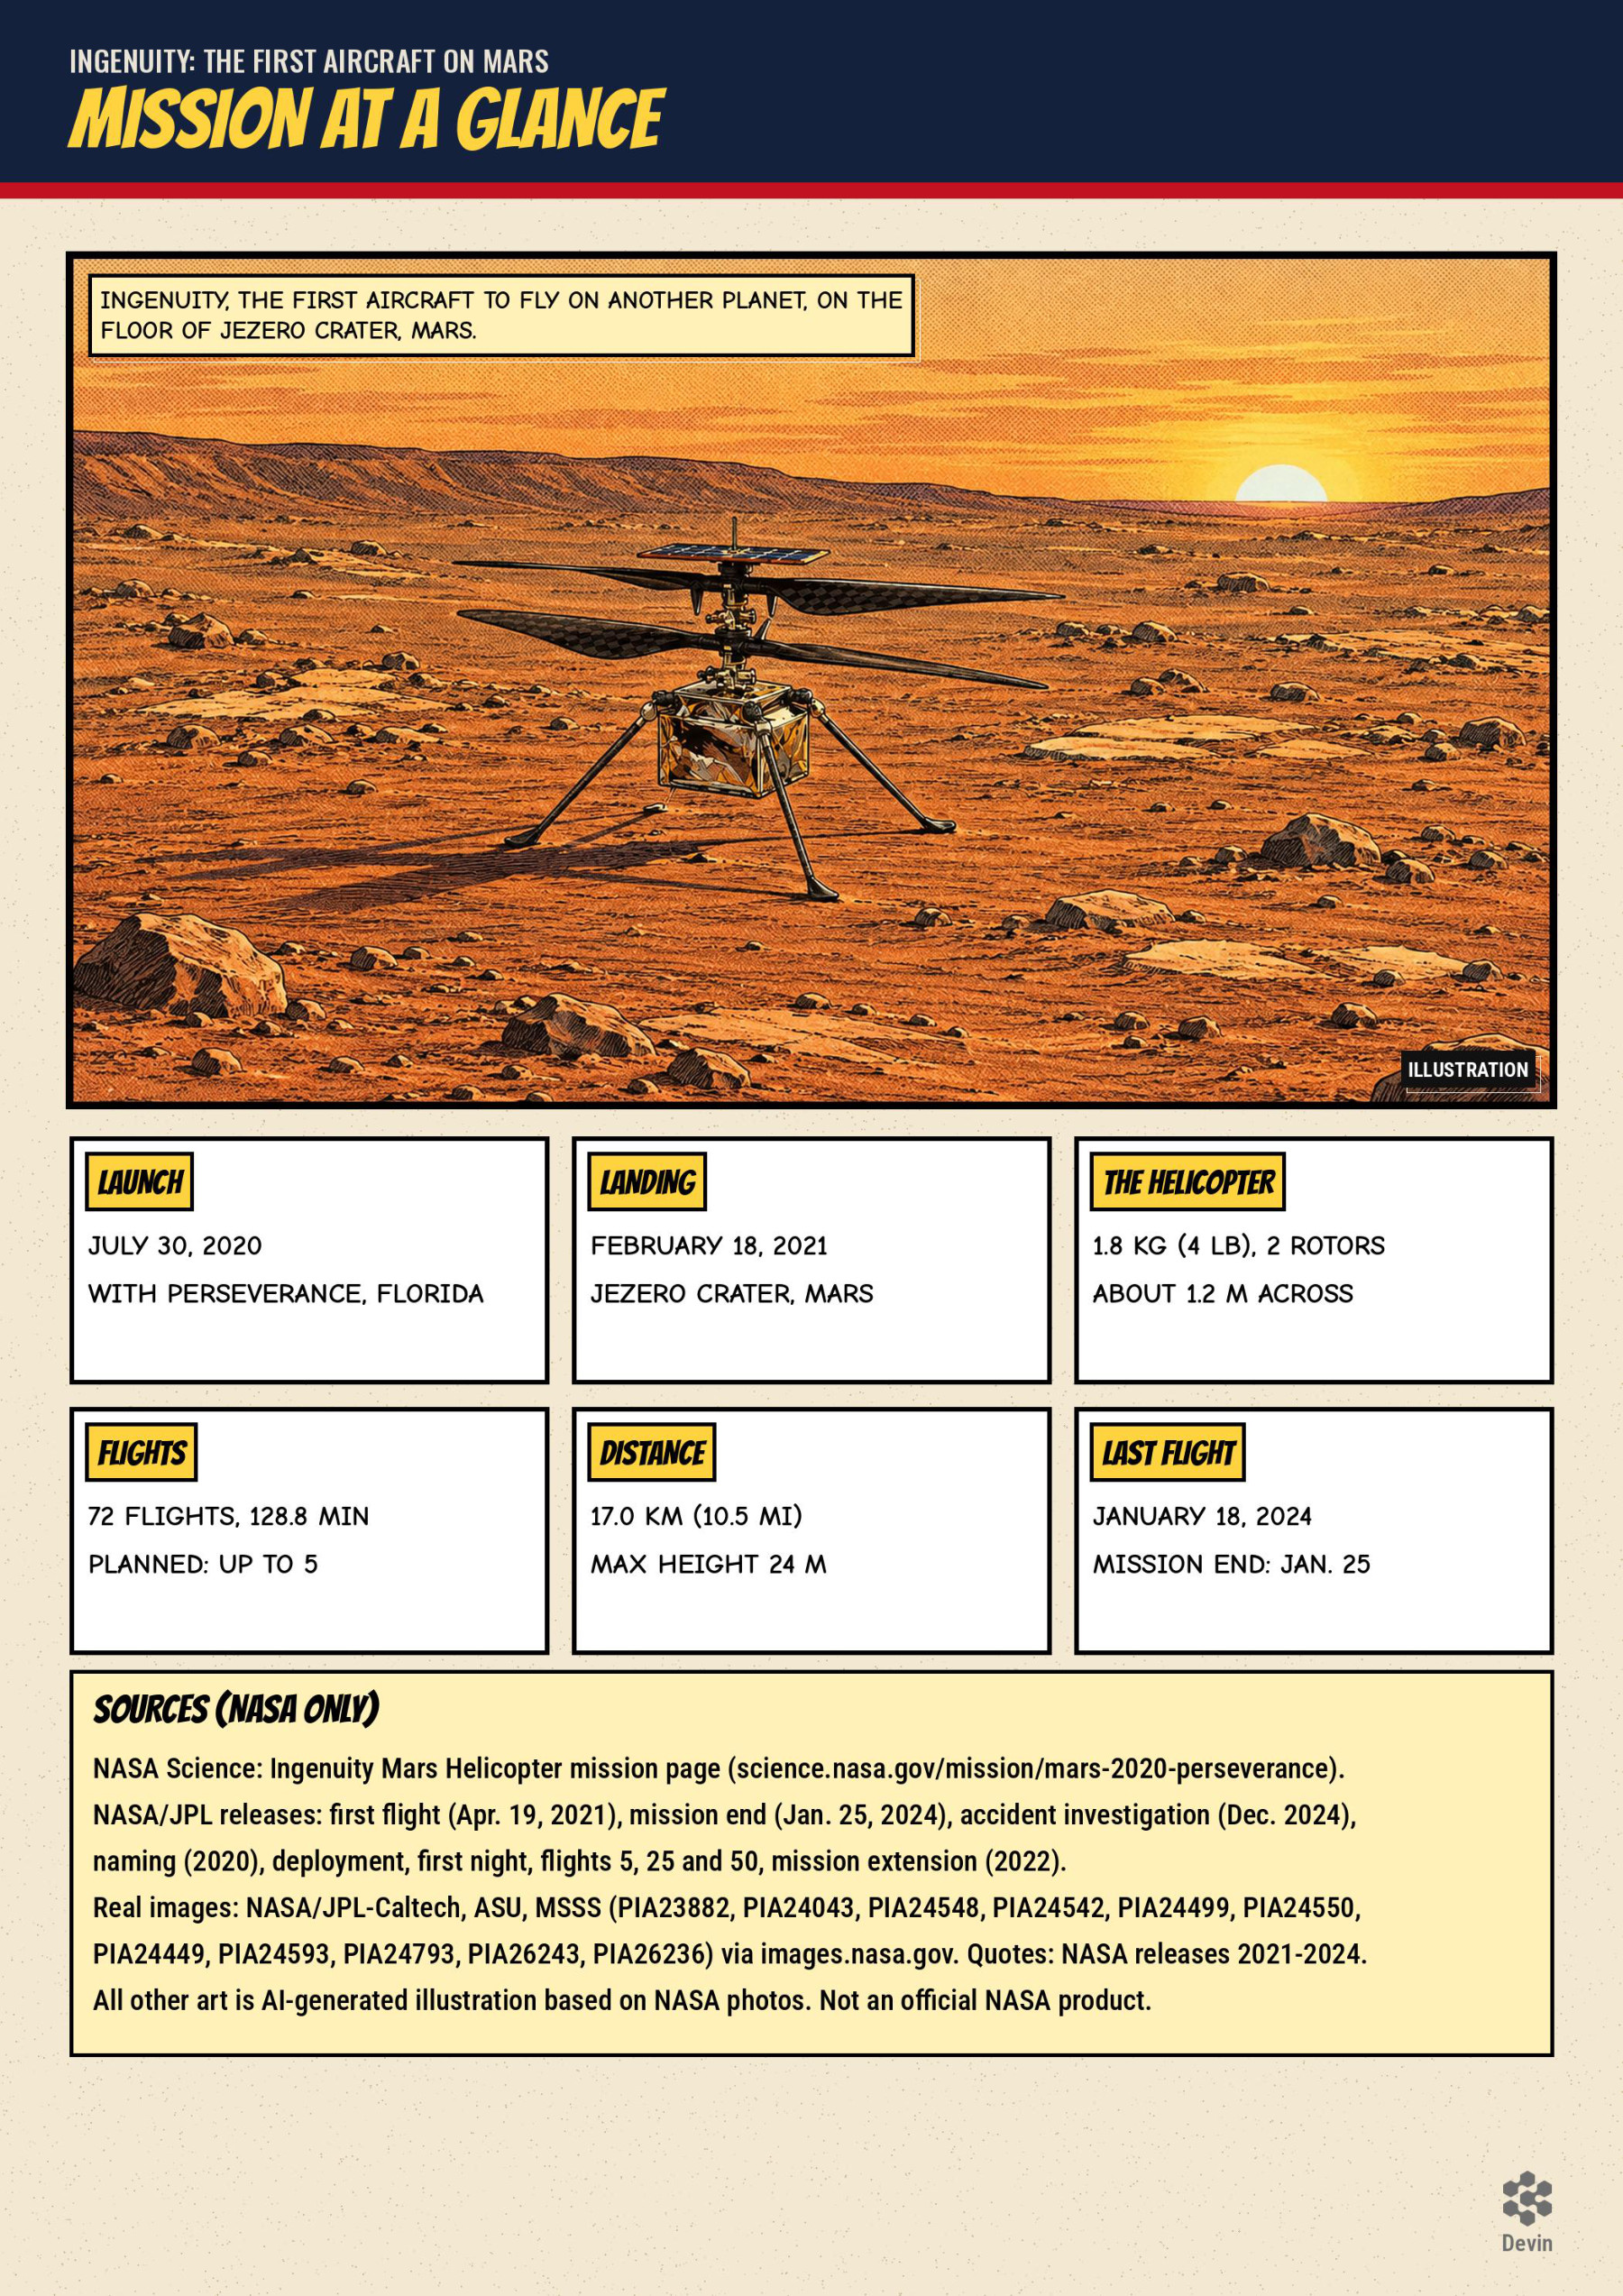 INGENUITY: THE FIRST AIRCRAFT ON MARS
MISSION AT A GLANCE
INGENUITY, THE FIRST AIRCRAFT TO FLY ON ANOTHER PLANET, ON THE
FLOOR OF JEZERO CRATER, MARS.
ILLUSTRATION
LAUNCH
JULY 30, 2020
WITH PERSEVERANCE, FLORIDA
LANDING
FEBRUARY 18, 2021
JEZERO CRATER, MARS
THE HELICOPTER
1.8 KG (4 LB), 2 ROTORS
ABOUT 1.2 M ACROSS
FLIGHTS
72 FLIGHTS, 128.8 MIN
PLANNED: UP TO 5
DISTANCE
17.0 KM (10.5 MI)
MAX HEIGHT 24 M
LAST FLIGHT
JANUARY 18, 2024
MISSION END: JAN. 25
SOURCES (NASA ONLY)
NASA Science: Ingenuity Mars Helicopter mission page (science.nasa.gov/mission/mars-2020-perseverance).
NASA/JPL releases: first flight (Apr. 19, 2021), mission end (Jan. 25, 2024), accident investigation (Dec. 2024),
naming (2020), deployment, first night, flights 5, 25 and 50, mission extension (2022).
Real images: NASA/JPL-Caltech, ASU, MSSS (PIA23882, PIA24043, PIA24548, PIA24542, PIA24499, PIA24550,
PIA24449, PIA24593, PIA24793, PIA26243, PIA26236) via images.nasa.gov. Quotes: NASA releases 2021-2024.
All other art is AI-generated illustration based on NASA photos. Not an official NASA product.
Devin